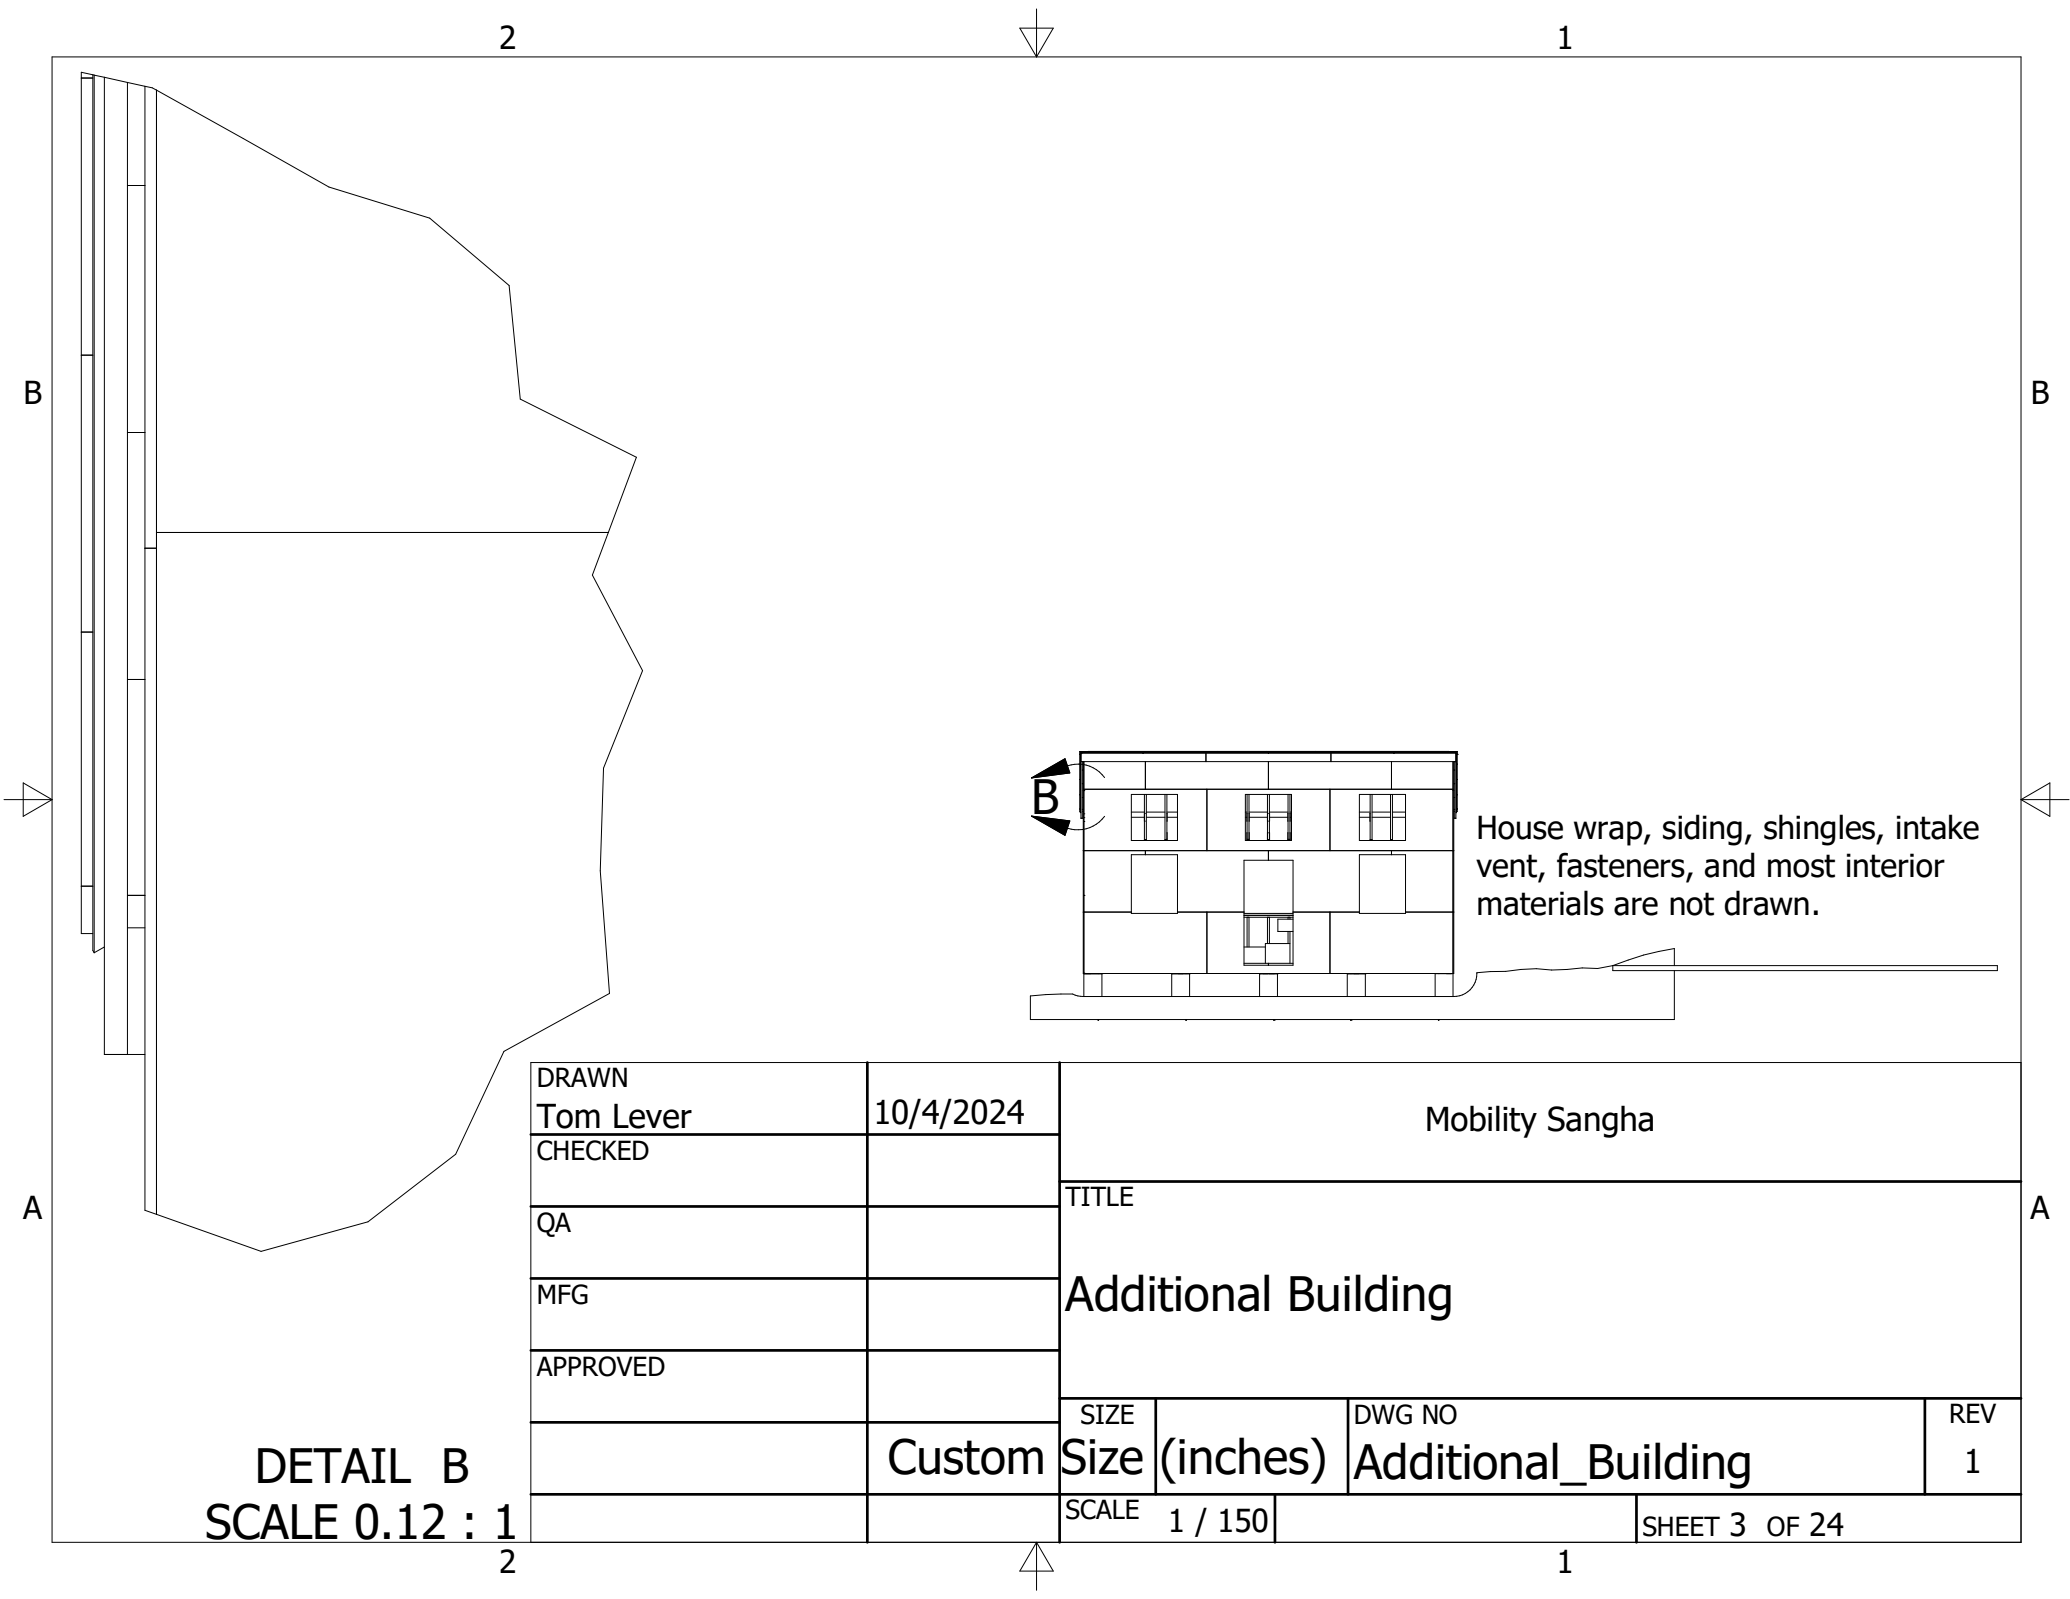 2
1
B
B
B
House wrap, siding, shingles, intake
vent, fasteners, and most interior
materials are not drawn.
A
A
DRAWN
Tom Lever
10/4/2024
CHECKED
QA
MFG
APPROVED
Mobility Sangha
TITLE
Additional Building
SIZE
Custom Size (inches)
DWG NO
Additional_Building
REV
1
SCALE 1 / 150
SHEET 3 OF 24
DETAIL B
SCALE 0.12 : 1
2
1